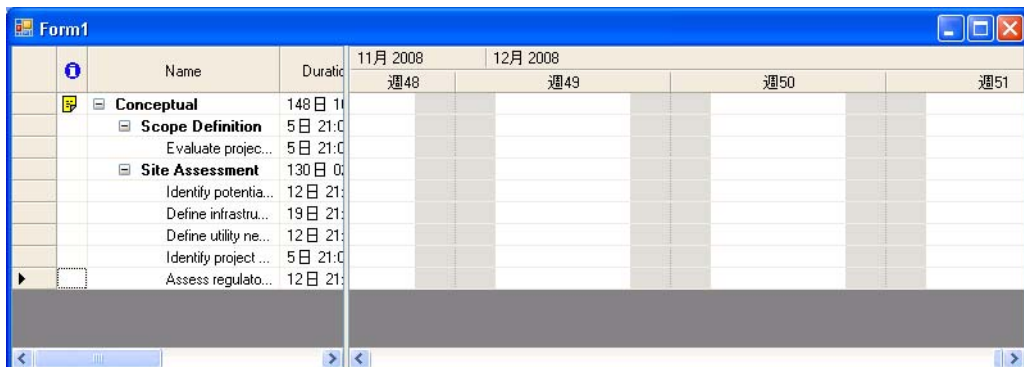 Form1
Name Duratic 11月 2008 12月 2008
週48 週49 週50 週51
Conceptual 148日 1
Scope Definition 5日 21:0
Evaluate projec... 5日 21:0
Site Assessment 130日 0
Identify potentia... 12日 21:
Define infrastru... 19日 21:
Define utility ne... 12日 21:
Identify project ... 5日 21:0
Assess regulato... 12日 21: